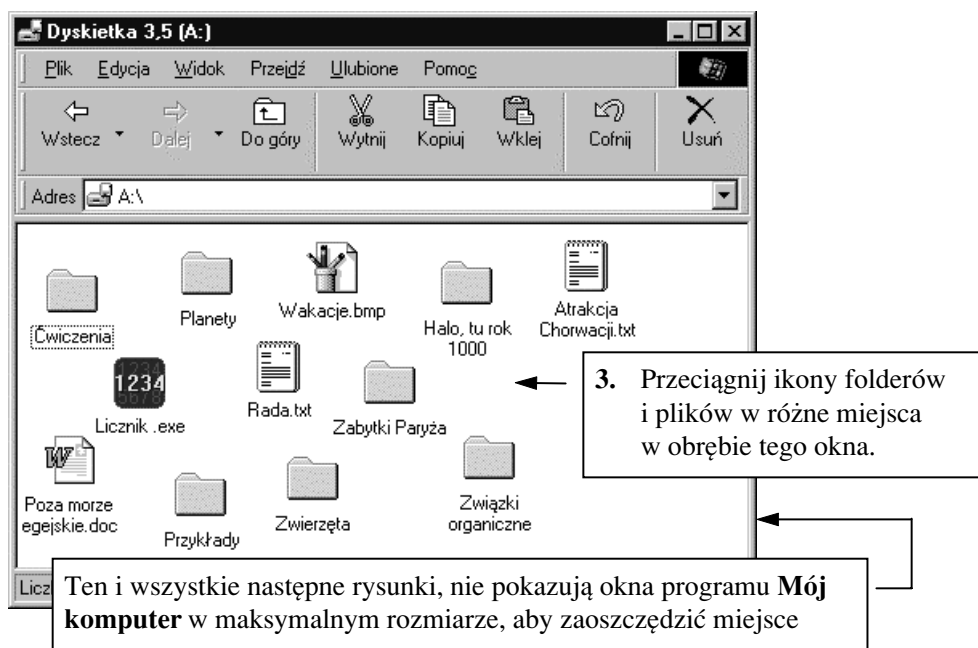 Dyskietka 3,5 (A:)
Plik Edycja Widok Przejdź Ulubione Pomoc
Wstecz Dalej Do góry Wytnij Kopiuj Wklej Cofnij Usuń
Adres A:\
Ćwiczenia
Planety
Wakacje.bmp
Halo, tu rok
1000
Atrakcja
Chorwacji.txt
1234
Licznik .exe
Rada.txt
Zabytki Paryża
3. Przeciągnij ikony folderów
i plików w różne miejsca
w obrębie tego okna.
Poza morze
egejskie.doc
Przykłady
Zwierzęta
Związki
organiczne
Ten i wszystkie następne rysunki, nie pokazują okna programu Mój
komputer w maksymalnym rozmiarze, aby zaoszczędzić miejsce